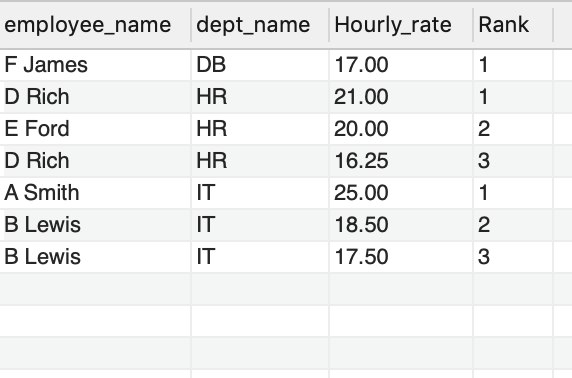 employee_name dept_name Hourly_rate Rank
F James DB 17.00 1
D Rich HR 21.00 1
E Ford HR 20.00 2
D Rich HR 16.25 3
A Smith IT 25.00 1
B Lewis IT 18.50 2
B Lewis IT 17.50 3